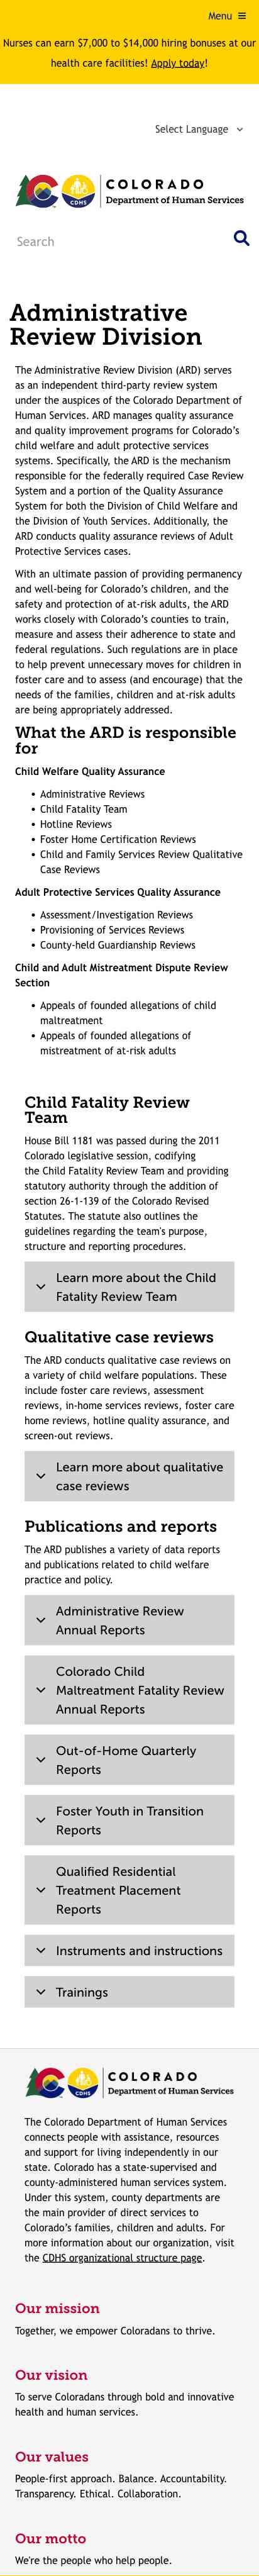 Menu
Nurses can earn $7,000 to $14,000 hiring bonuses at our
health care facilities! Apply today!
Select Language
CDHS
COLORADO
Department of Human Services
Search
Administrative
Review Division
The Administrative Review Division (ARD) serves
as an independent third-party review system
under the auspices of the Colorado Department of
Human Services. ARD manages quality assurance
and quality improvement programs for Colorado’s
child welfare and adult protective services
systems. Specifically, the ARD is the mechanism
responsible for the federally required Case Review
System and a portion of the Quality Assurance
System for both the Division of Child Welfare and
the Division of Youth Services. Additionally, the
ARD conducts quality assurance reviews of Adult
Protective Services cases.
With an ultimate passion of providing permanency
and well-being for Colorado’s children, and the
safety and protection of at-risk adults, the ARD
works closely with Colorado’s counties to train,
measure and assess their adherence to state and
federal regulations. Such regulations are in place
to help prevent unnecessary moves for children in
foster care and to assess (and encourage) that the
needs of the families, children and at-risk adults
are being appropriately addressed.
What the ARD is responsible
for
Child Welfare Quality Assurance
• Administrative Reviews
• Child Fatality Team
• Hotline Reviews
• Foster Home Certification Reviews
• Child and Family Services Review Qualitative
Case Reviews
Adult Protective Services Quality Assurance
• Assessment/Investigation Reviews
• Provisioning of Services Reviews
• County-held Guardianship Reviews
Child and Adult Mistreatment Dispute Review
Section
• Appeals of founded allegations of child
maltreatment
• Appeals of founded allegations of
mistreatment of at-risk adults
Child Fatality Review
Team
House Bill 1181 was passed during the 2011
Colorado legislative session, codifying
the Child Fatality Review Team and providing
statutory authority through the addition of
section 26-1-139 of the Colorado Revised
Statutes. The statute also outlines the
guidelines regarding the team's purpose,
structure and reporting procedures.
Learn more about the Child
Fatality Review Team
Qualitative case reviews
The ARD conducts qualitative case reviews on
a variety of child welfare populations. These
include foster care reviews, assessment
reviews, in-home services reviews, foster care
home reviews, hotline quality assurance, and
screen-out reviews.
Learn more about qualitative
case reviews
Publications and reports
The ARD publishes a variety of data reports
and publications related to child welfare
practice and policy.
Administrative Review
Annual Reports
Colorado Child
Maltreatment Fatality Review
Annual Reports
Out-of-Home Quarterly
Reports
Foster Youth in Transition
Reports
Qualified Residential
Treatment Placement
Reports
Instruments and instructions
Trainings
CDHS
COLORADO
Department of Human Services
The Colorado Department of Human Services
connects people with assistance, resources
and support for living independently in our
state. Colorado has a state-supervised and
county-administered human services system.
Under this system, county departments are
the main provider of direct services to
Colorado’s families, children and adults. For
more information about our organization, visit
the CDHS organizational structure page.
Our mission
Together, we empower Coloradans to thrive.
Our vision
To serve Coloradans through bold and innovative
health and human services.
Our values
People-first approach. Balance. Accountability.
Transparency. Ethical. Collaboration.
Our motto
We're the people who help people.